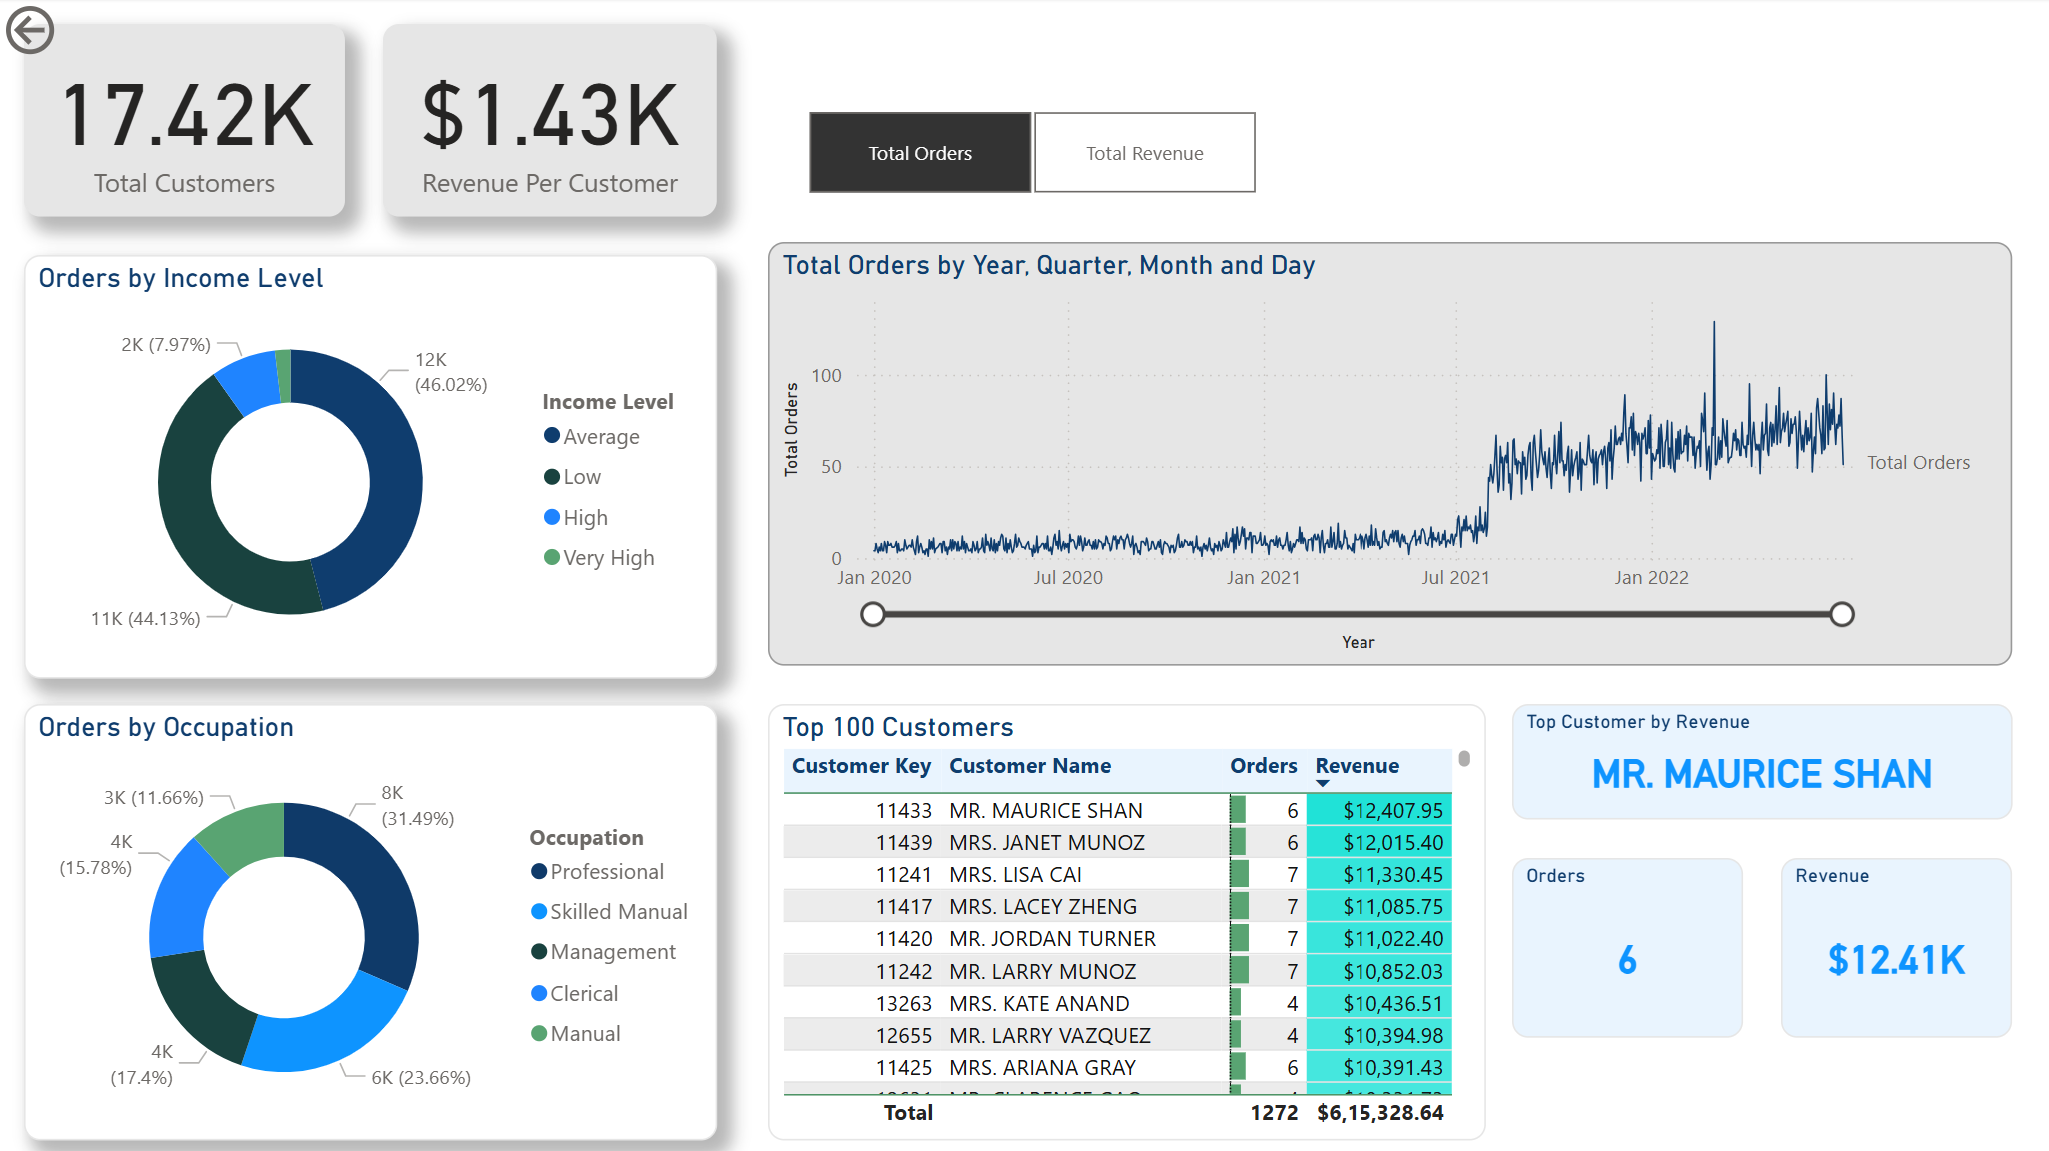 17.42K
Total Customers
$1.43K
Revenue Per Customer
Total Orders
Total Revenue
Orders by Income Level
2K (7.97%)
12K
(46.02%)
11K (44.13%)
Income Level
Average
Low
High
Very High
Total Orders by Year, Quarter, Month and Day
Total Orders
100
50
0
Jan 2020
Jul 2020
Jan 2021
Jul 2021
Jan 2022
Total Orders
Year
Orders by Occupation
3K (11.66%)
8K
(31.49%)
4K
(15.78%)
4K
(17.4%)
6K (23.66%)
Occupation
Professional
Skilled Manual
Management
Clerical
Manual
Top 100 Customers
Customer Key Customer Name Orders Revenue
11433 MR. MAURICE SHAN 6 $12,407.95
11439 MRS. JANET MUNOZ 6 $12,015.40
11241 MRS. LISA CAI 7 $11,330.45
11417 MRS. LACEY ZHENG 7 $11,085.75
11420 MR. JORDAN TURNER 7 $11,022.40
11242 MR. LARRY MUNOZ 7 $10,852.03
13263 MRS. KATE ANAND 4 $10,436.51
12655 MR. LARRY VAZQUEZ 4 $10,394.98
11425 MRS. ARIANA GRAY 6 $10,391.43
Total 1272 $6,15,328.64
Top Customer by Revenue
MR. MAURICE SHAN
Orders
6
Revenue
$12.41K